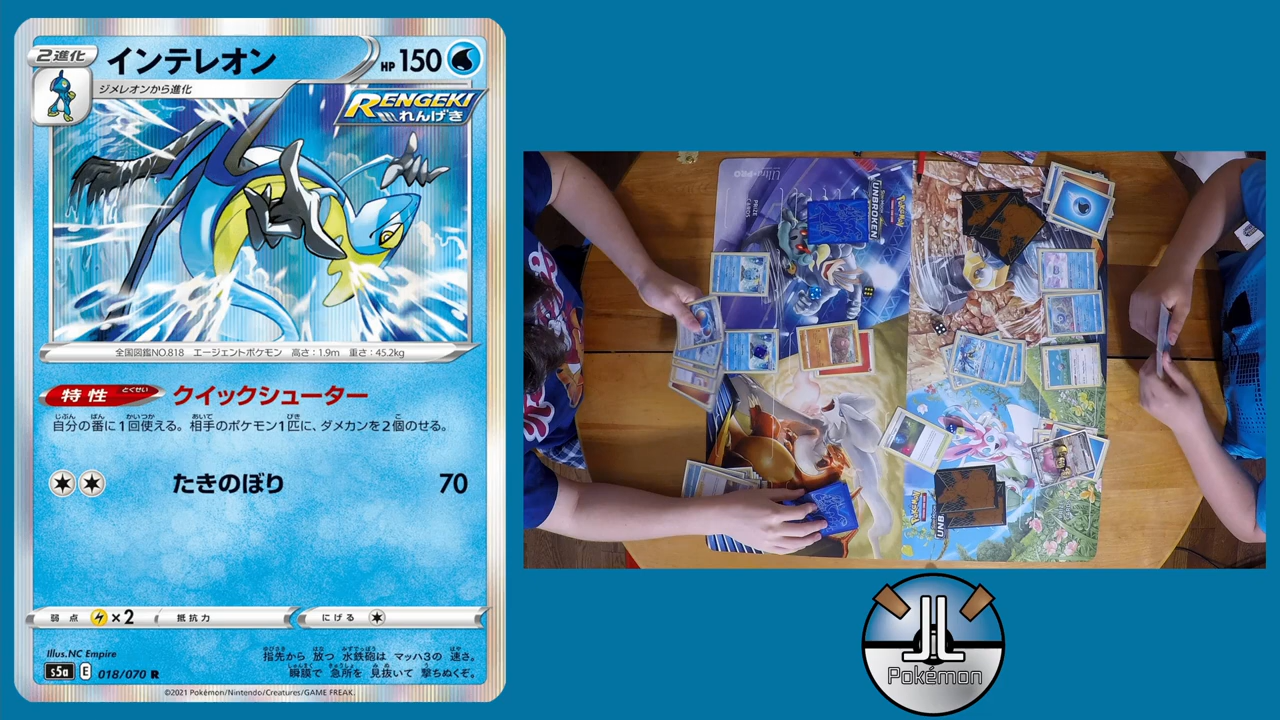 2進化
インテレオン
HP 150
ジメレオンから進化
RENGEKI
れんげき
全国図鑑NO.818 エージェントポケモン 高さ:1.9m 重さ:45.2kg
特性
とくせい
クイックシューター
自分の番に1回使える。相手のポケモン1匹に、ダメカンを2個のせる。
たきのぼり 70
弱点 ×2 抵抗力 にげる
Illus.NC Empire
指先から 放つ 水鉄砲は マッハ3の 速さ。
瞬膜で 急所を 見抜いて 撃ちぬくぞ。
s5a E 018/070 R
©2021 Pokémon/Nintendo/Creatures/GAME FREAK.
UNBROKEN
Pokémon